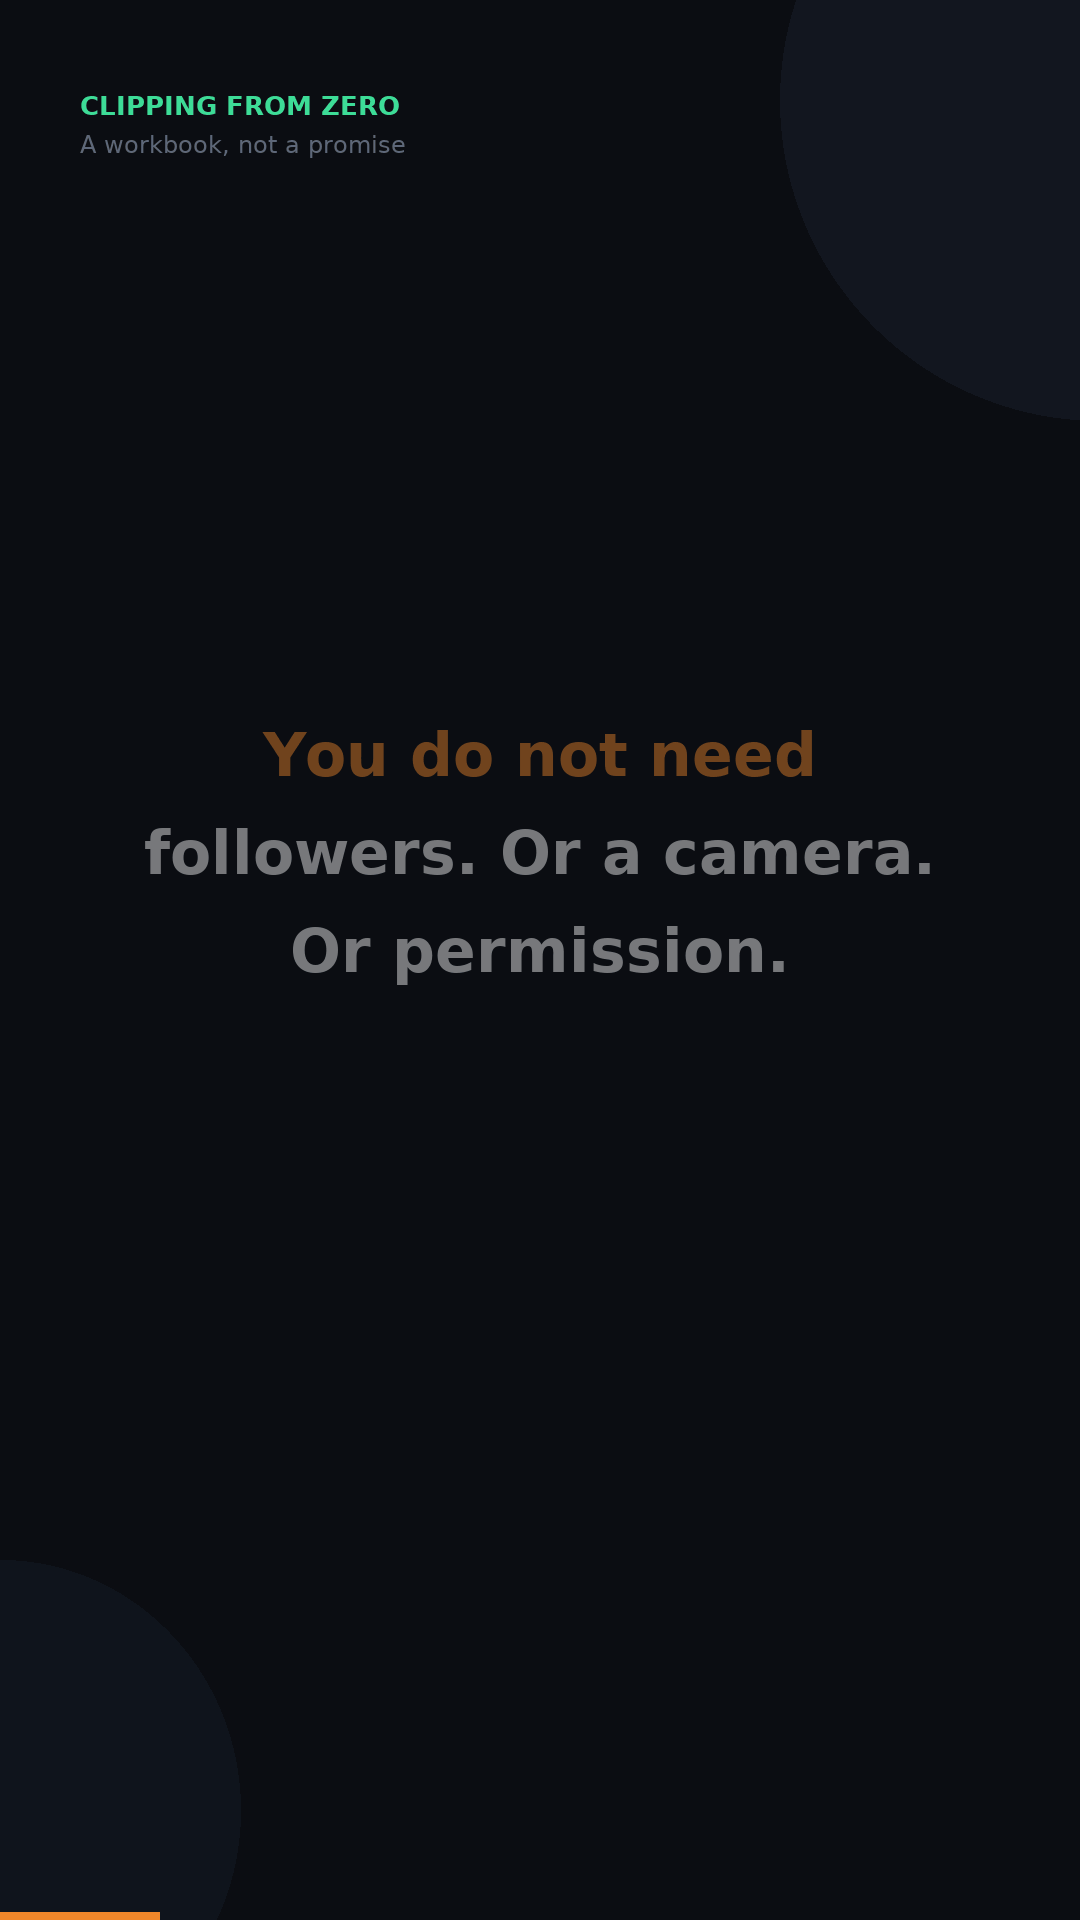 CLIPPING FROM ZERO
A workbook, not a promise
You do not need
followers. Or a camera.
Or permission.